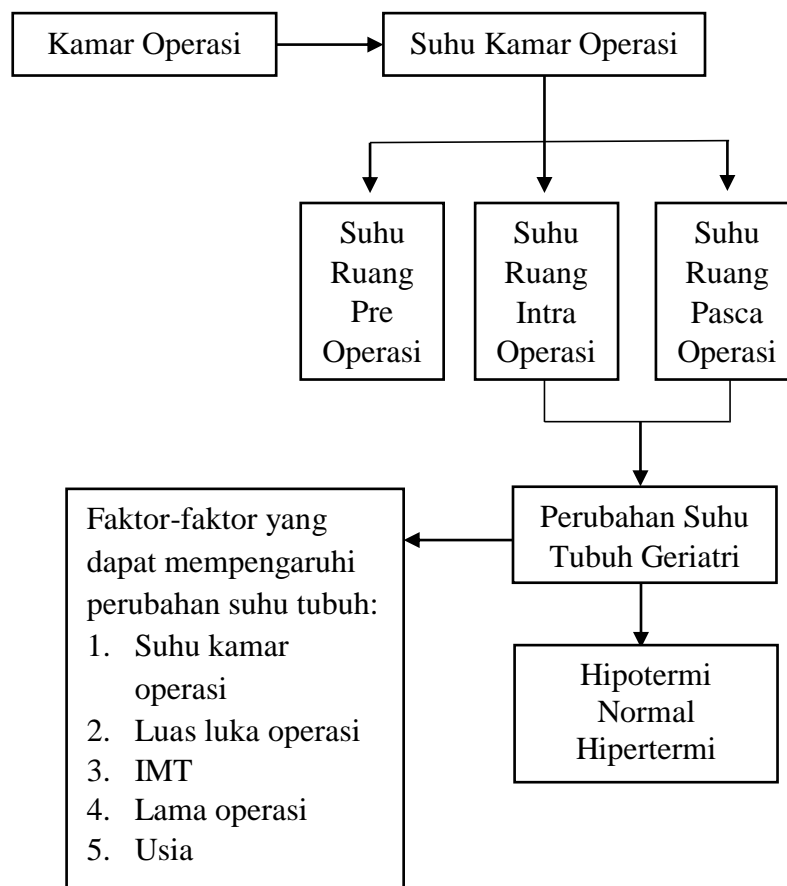 Kamar Operasi
Suhu Kamar Operasi
Suhu
Ruang
Pre
Operasi
Suhu
Ruang
Intra
Operasi
Suhu
Ruang
Pasca
Operasi
Perubahan Suhu
Tubuh Geriatri
Faktor-faktor yang
dapat mempengaruhi
perubahan suhu tubuh:
1. Suhu kamar
operasi
2. Luas luka operasi
3. IMT
4. Lama operasi
5. Usia
Hipotermi
Normal
Hipertermi